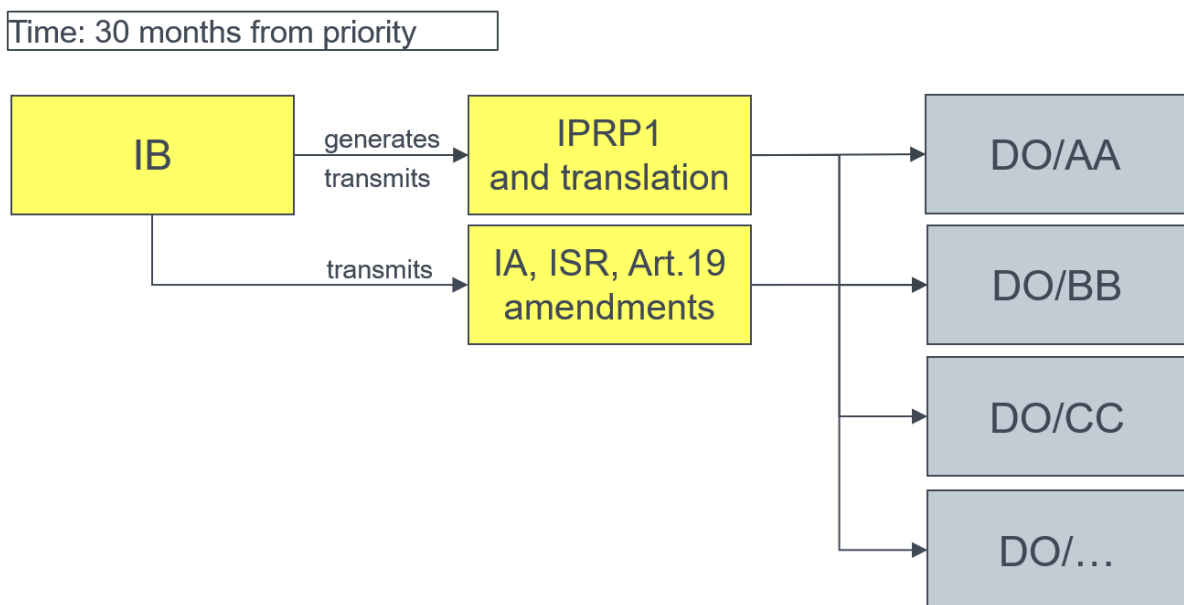 Time: 30 months from priority
IB
generates
transmits
IPRP1
and translation
DO/AA
transmits
IA, ISR, Art.19
amendments
DO/BB
DO/CC
DO/...